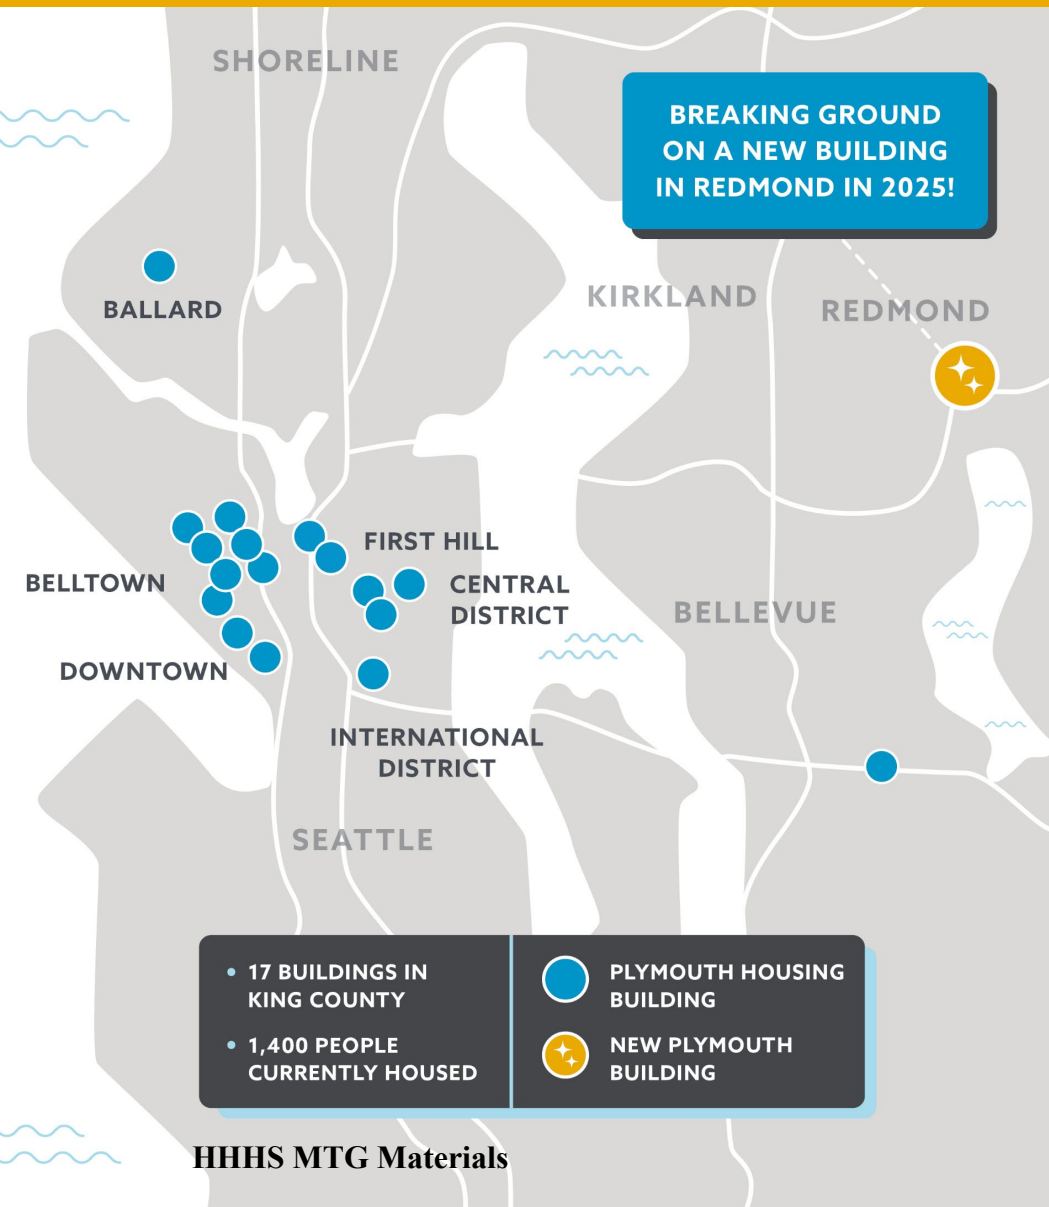 SHORELINE
BREAKING GROUND
ON A NEW BUILDING
IN REDMOND IN 2025!
KIRKLAND
REDMOND
BALLARD
FIRST HILL
BELLTOWN
CENTRAL
DISTRICT
BELLEVUE
DOWNTOWN
INTERNATIONAL
DISTRICT
SEATTLE
• 17 BUILDINGS IN
KING COUNTY
• 1,400 PEOPLE
CURRENTLY HOUSED
PLYMOUTH HOUSING
BUILDING
NEW PLYMOUTH
BUILDING
HHHS MTG Materials